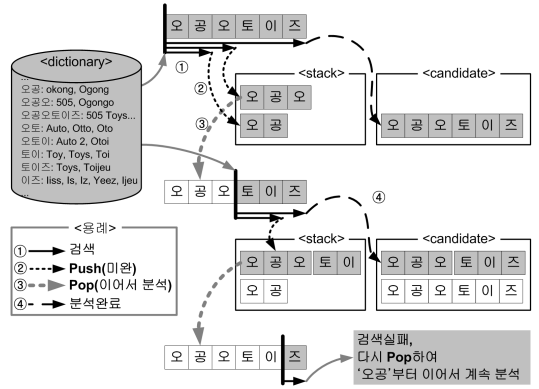 오 공 오 토 이 즈
<dictionary>
...
오공: okong, Ogong
오공오: 505, Ogongo
오공오토이즈: 505 Toys...
오토: Auto, Otto, Oto
오토이: Auto 2, Otoi
토이: Toy, Toys, Toi
토이즈: Toys, Toijeu
이즈: Iiss, Is, Iz, Yeez, Ijeu
...
①
②
③
<stack>
오 공 오
오 공
<candidate>
오 공 오 토 이 즈
오 공 오 토 이 즈
④
<용례>
① 검색
② Push(미완)
③ Pop(이어서 분석)
④ 분석완료
<stack>
오 공 오 토 이
오 공
<candidate>
오 공 오 토 이 즈
오 공 오 토 이 즈
오 공 오 토 이 즈
검색실패,
다시 Pop하여
‘오공’부터 이어서 계속 분석